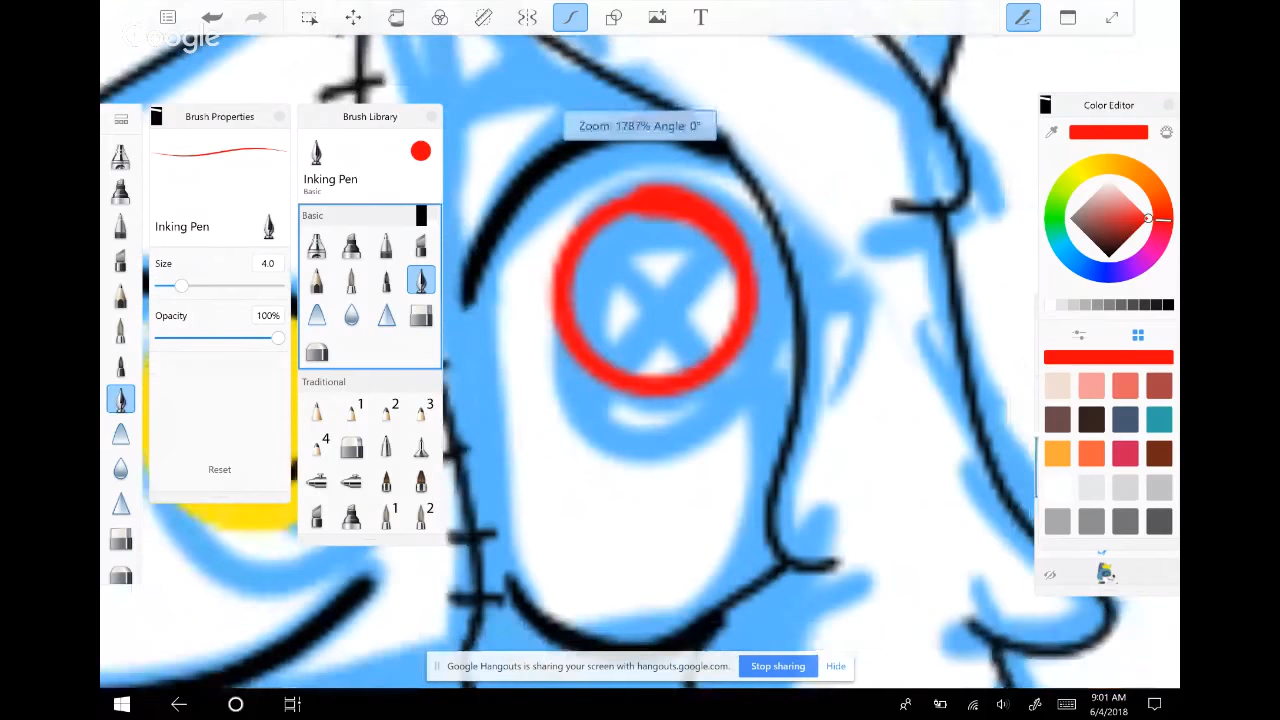 T
Google
Zoom: 1787% Angle: 0°
Brush Properties
Brush Library
Color Editor
Inking Pen
Basic
Inking Pen
Basic
Size
4.0
Opacity
100%
Reset
Traditional
1
2
3
4
1
2
Google Hangouts is sharing your screen with hangouts.google.com.
Stop sharing
Hide
9:01 AM
6/4/2018